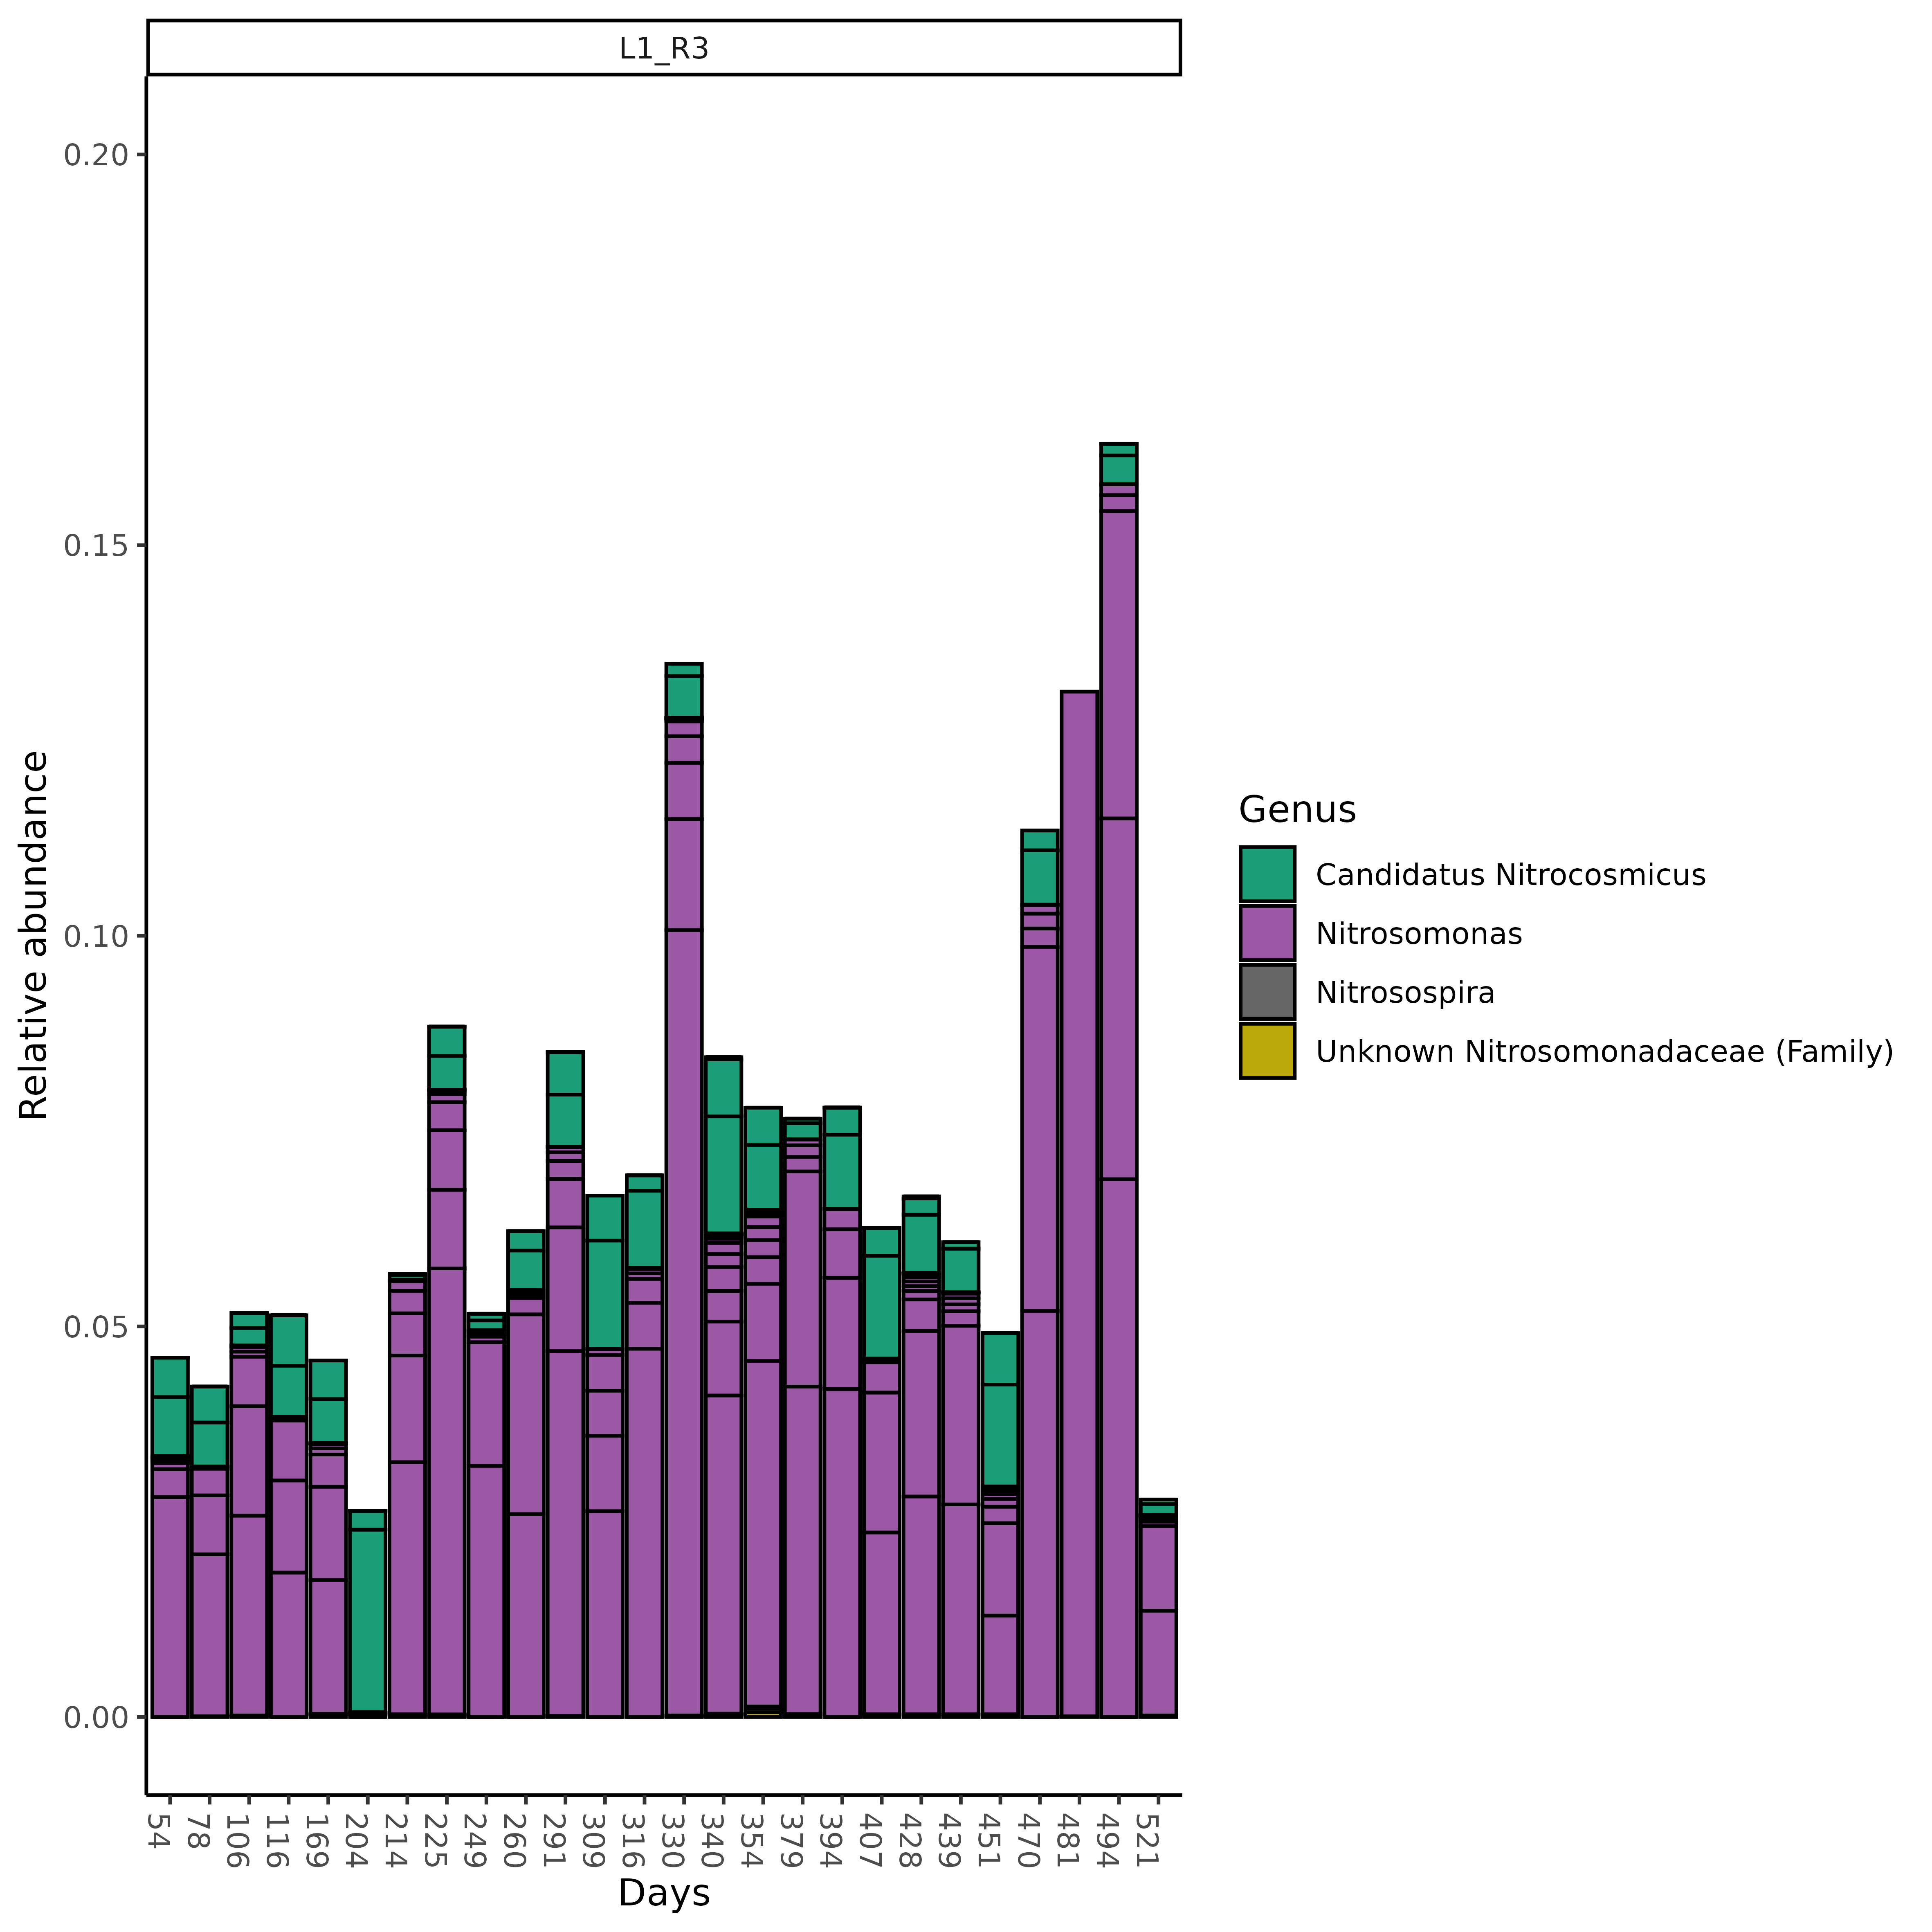 L1_R3
0.20
0.15
0.10
0.05
0.00
Relative abundance
54 78 106 116 169 204 214 225 249 260 291 309 316 330 340 354 379 394 407 428 439 451 470 481 494 521
Days
Genus
Candidatus Nitrocosmicus
Nitrosomonas
Nitrosospira
Unknown Nitrosomonadaceae (Family)